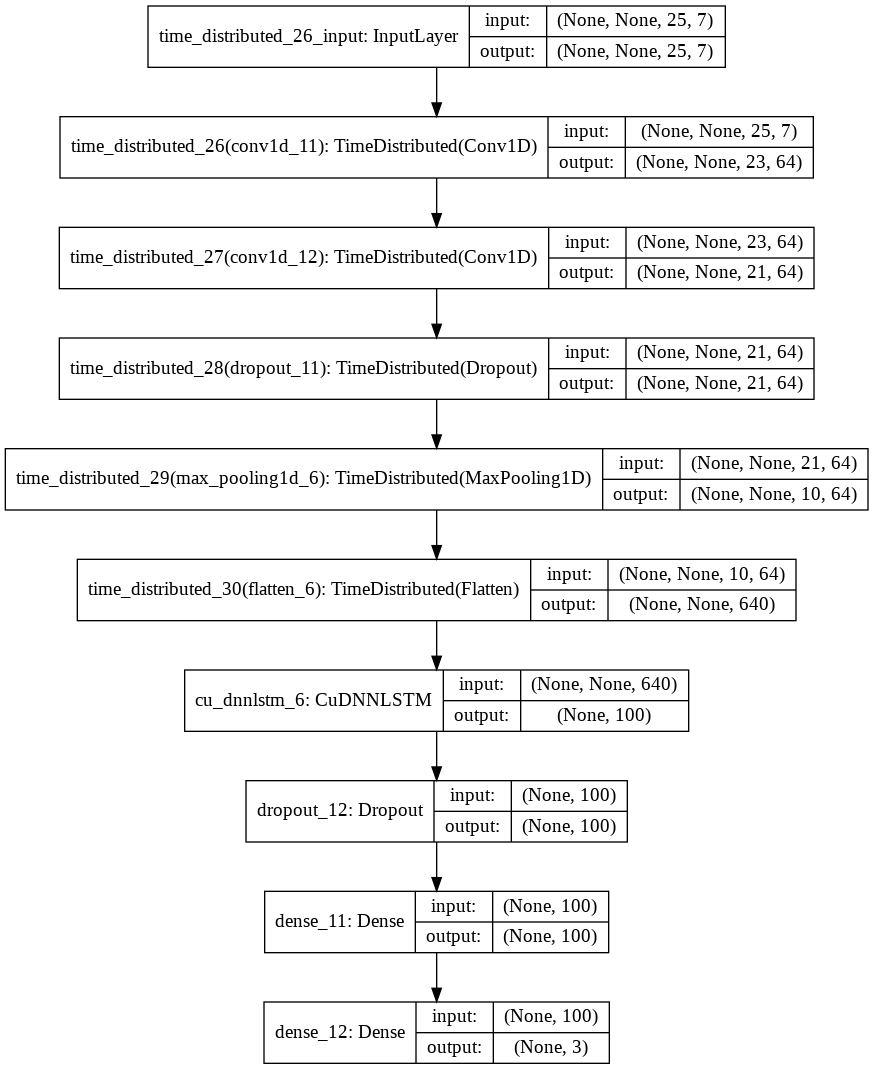 time_distributed_26_input: InputLayer
input: (None, None, 25, 7)
output: (None, None, 25, 7)
time_distributed_26(conv1d_11): TimeDistributed(Conv1D)
input: (None, None, 25, 7)
output: (None, None, 23, 64)
time_distributed_27(conv1d_12): TimeDistributed(Conv1D)
input: (None, None, 23, 64)
output: (None, None, 21, 64)
time_distributed_28(dropout_11): TimeDistributed(Dropout)
input: (None, None, 21, 64)
output: (None, None, 21, 64)
time_distributed_29(max_pooling1d_6): TimeDistributed(MaxPooling1D)
input: (None, None, 21, 64)
output: (None, None, 10, 64)
time_distributed_30(flatten_6): TimeDistributed(Flatten)
input: (None, None, 10, 64)
output: (None, None, 640)
cu_dnnlstm_6: CuDNNLSTM
input: (None, None, 640)
output: (None, 100)
dropout_12: Dropout
input: (None, 100)
output: (None, 100)
dense_11: Dense
input: (None, 100)
output: (None, 100)
dense_12: Dense
input: (None, 100)
output: (None, 3)